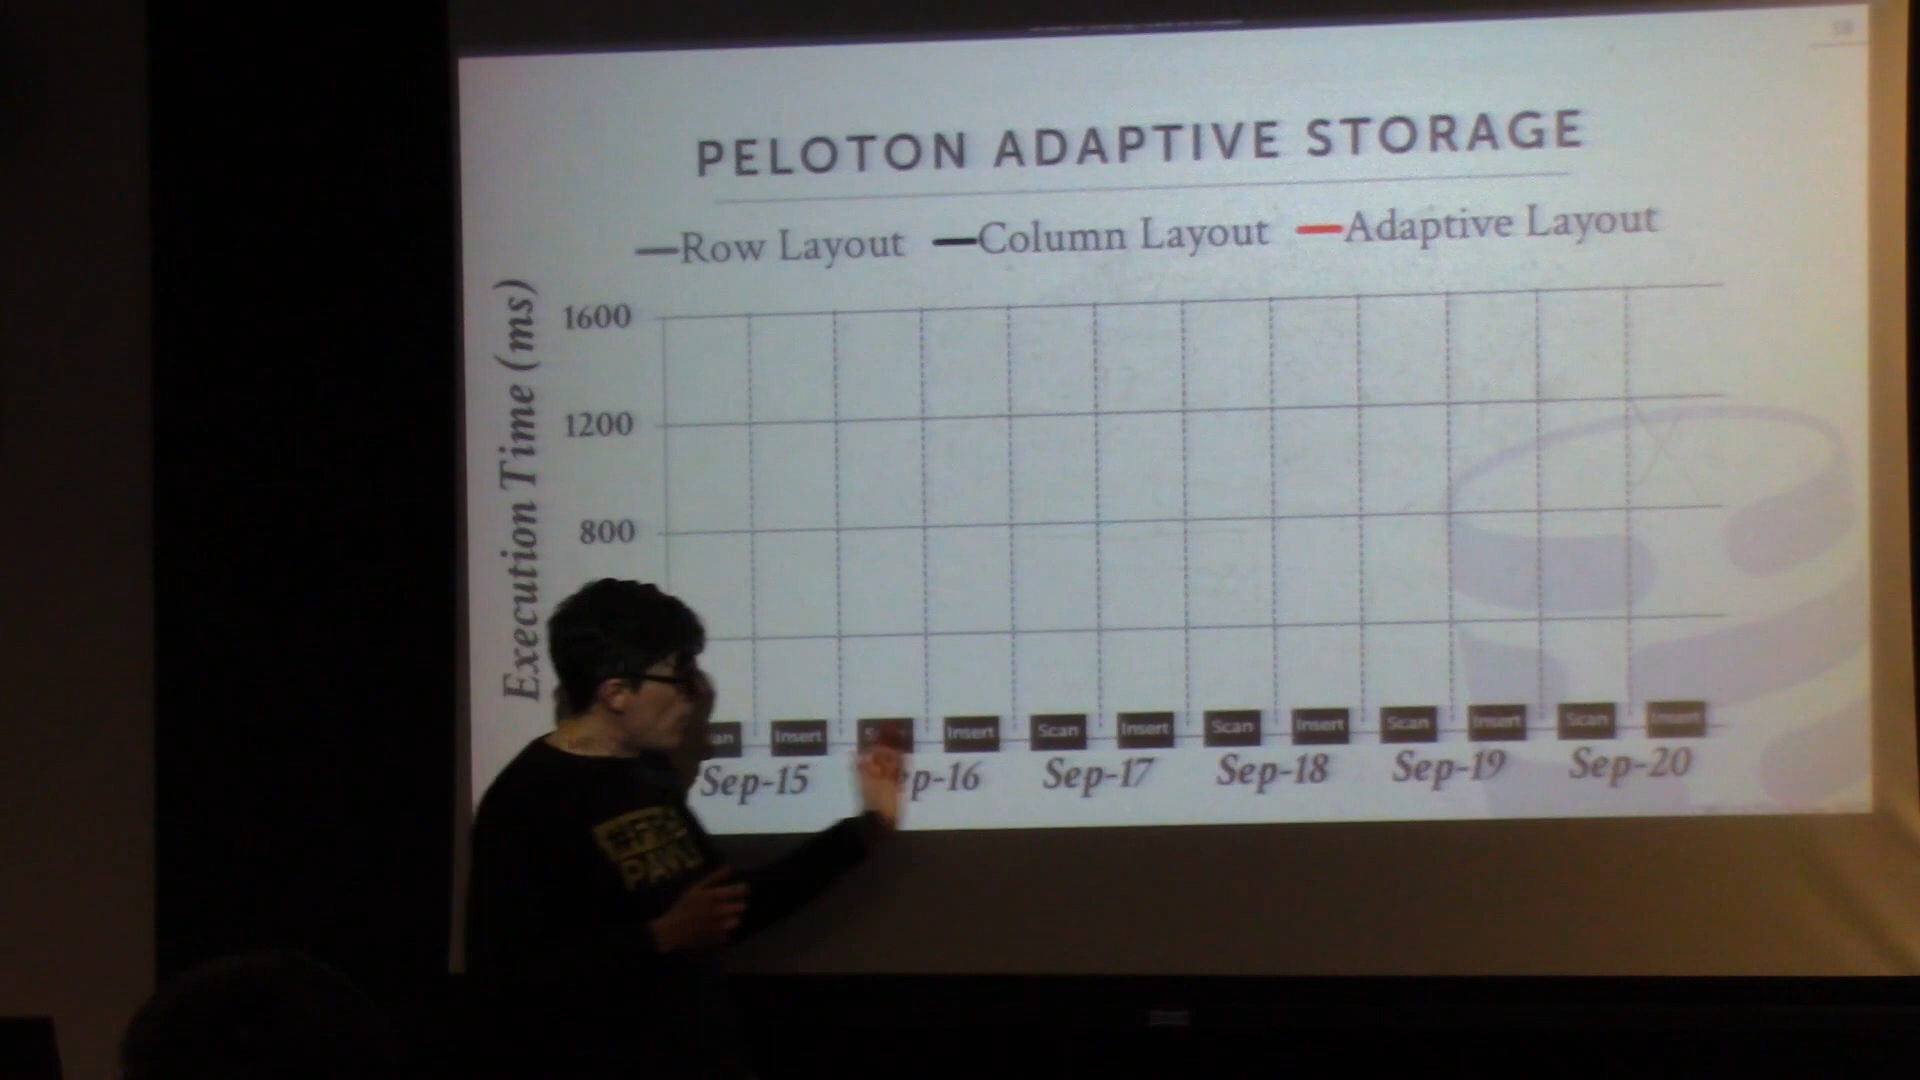 58
PELOTON ADAPTIVE STORAGE
Row Layout Column Layout Adaptive Layout
Execution Time (ms)
1600
1200
800
Insert Insert Scan Insert Scan Insert Scan Insert Scan Insert
Sep-15 Sep-17 Sep-18 Sep-19 Sep-20